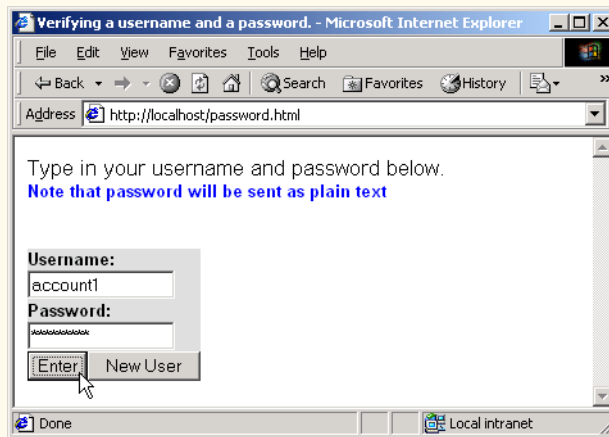 Verifying a username and a password. - Microsoft Internet Explorer
File Edit View Favorites Tools Help
Back Search Favorites History »
Address http://localhost/password.html
Type in your username and password below.
Note that password will be sent as plain text
Username:
account1
Password:
**********
Enter New User
Done Local intranet